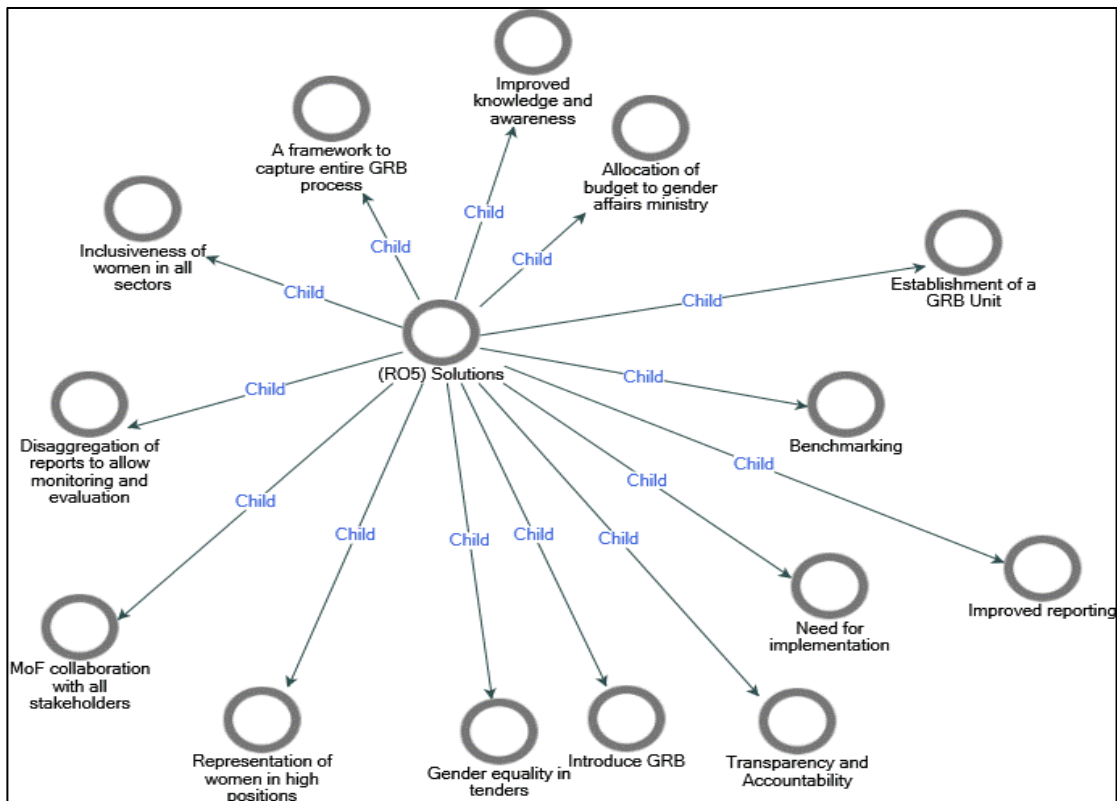 Improved
knowledge and
awareness
A framework to
capture entire GRB
process
Allocation of
budget to gender
affairs ministry
Child
Child
Child
Inclusiveness of
women in all
sectors
Child
Establishment of a
GRB Unit
Child
(RO5) Solutions
Child
Child
Disaggregation of
reports to allow
monitoring and
evaluation
Benchmarking
Child
Child
Child
Child
Child
Child
Child
MoF collaboration
with all
stakeholders
Need for
implementation
Improved reporting
Representation of
women in high
positions
Gender equality in
tenders
Introduce GRB
Transparency and
Accountability